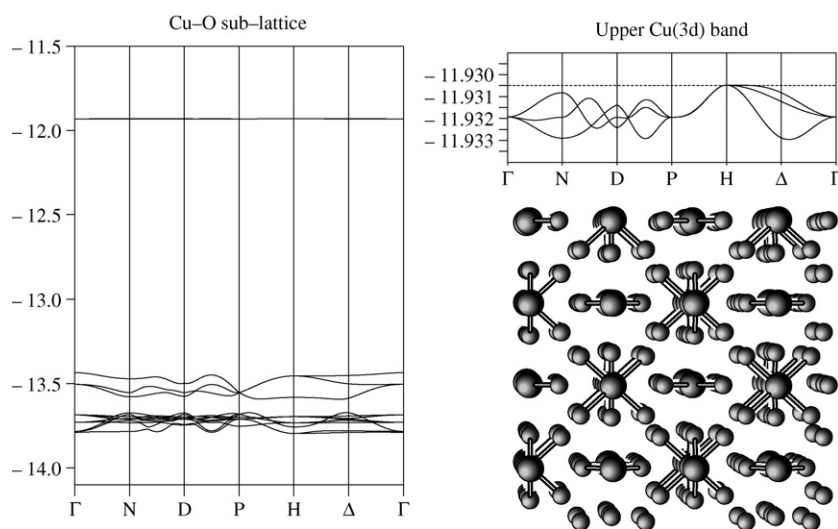 Cu–O sub–lattice
– 11.5
– 12.0
– 12.5
– 13.0
– 13.5
– 14.0
Γ N D P H Δ Γ
Upper Cu(3d) band
– 11.930
– 11.931
– 11.932
– 11.933
Γ N D P H Δ Γ